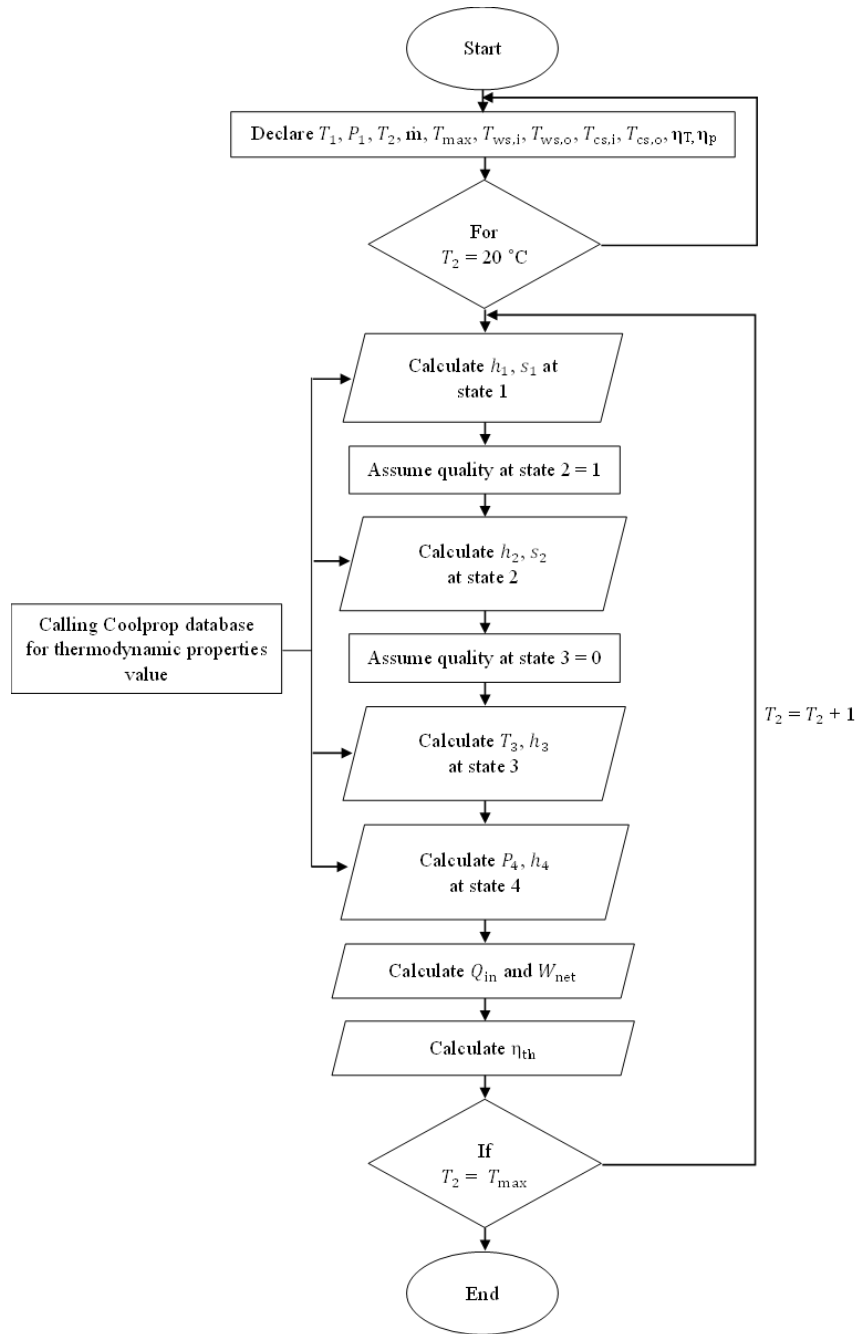 Start
Declare T₁, P₁, T₂, ṁ, Tmax, Tws,i, Tws,o, Tcs,i, Tcs,o, ηT, ηp
For
T₂ = 20 °C
Calculate h₁, s₁ at
state 1
Assume quality at state 2 = 1
Calculate h₂, s₂
at state 2
Calling Coolprop database
for thermodynamic properties
value
Assume quality at state 3 = 0
T₂ = T₂ + 1
Calculate T₃, h₃
at state 3
Calculate P₄, h₄
at state 4
Calculate Qin and Wnet
Calculate ηth
If
T₂ = Tmax
End